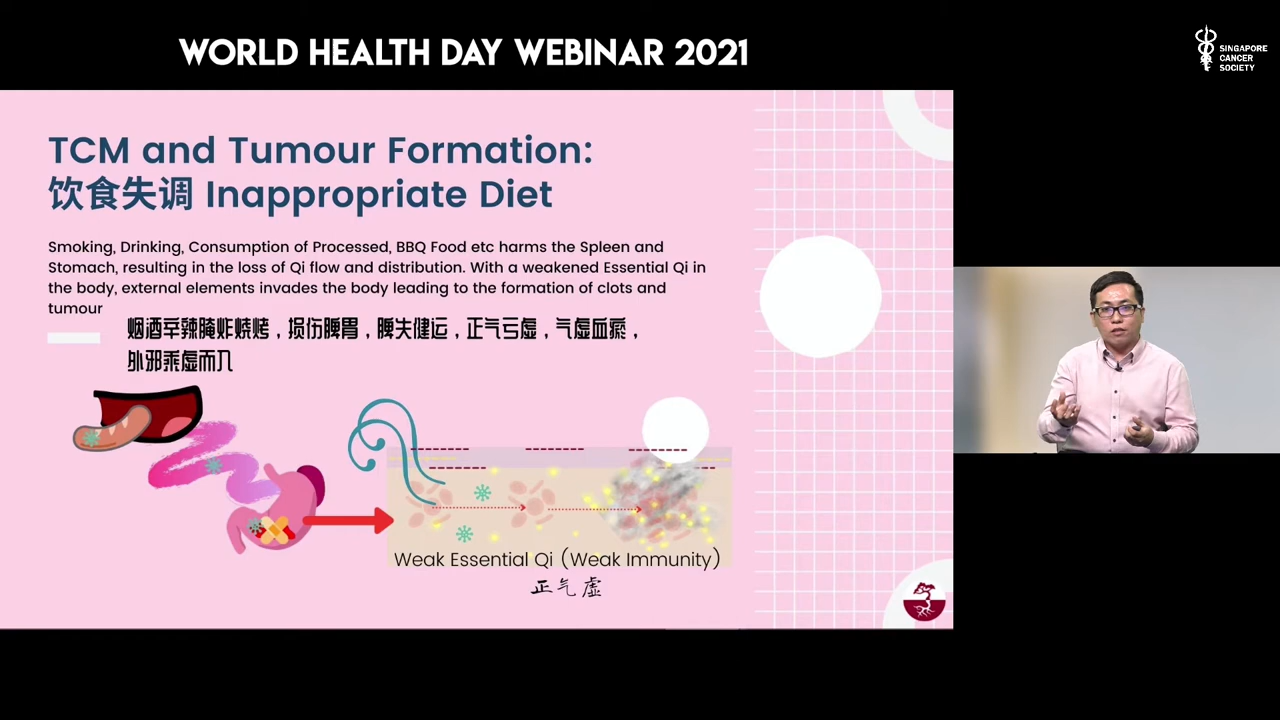 WORLD HEALTH DAY WEBINAR 2021
SINGAPORE
CANCER
SOCIETY
TCM and Tumour Formation:
饮食失调 Inappropriate Diet
Smoking, Drinking, Consumption of Processed, BBQ Food etc harms the Spleen and
Stomach, resulting in the loss of Qi flow and distribution. With a weakened Essential Qi in
the body, external elements invades the body leading to the formation of clots and
tumour
烟酒辛辣腌炸烧烤，损伤脾胃，脾失健运，正气亏虚，气虚血瘀，
外邪乘虚而入
Weak Essential Qi (Weak Immunity)
正气虚